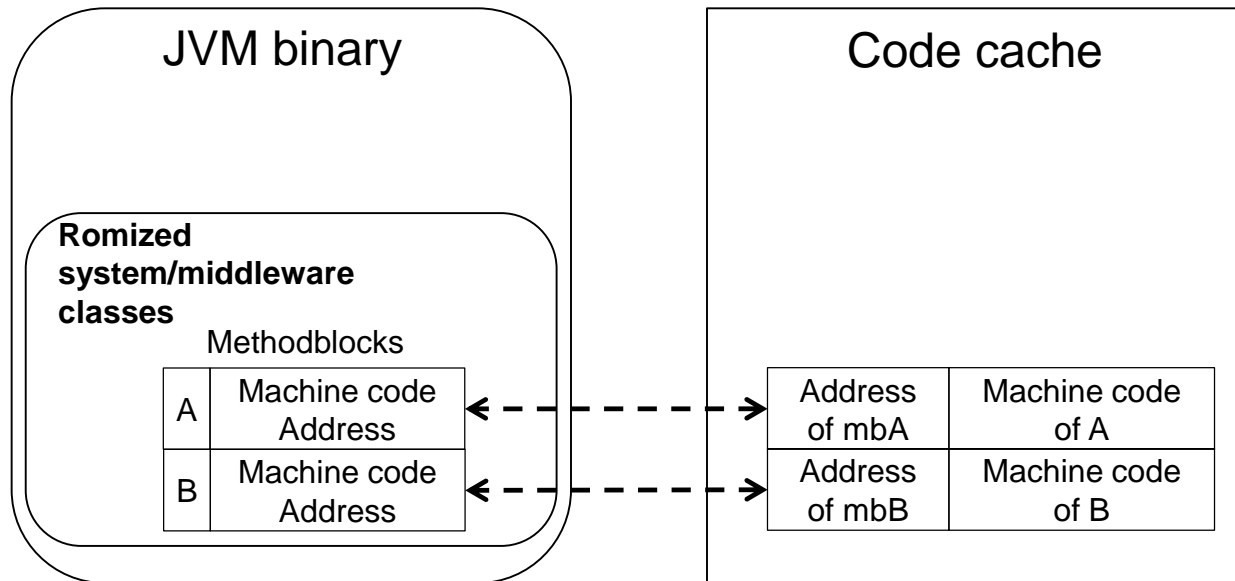 JVM binary
Code cache
Romized
system/middleware
classes
Methodblocks
A
Machine code
Address
B
Machine code
Address
Address
of mbA
Machine code
of A
Address
of mbB
Machine code
of B